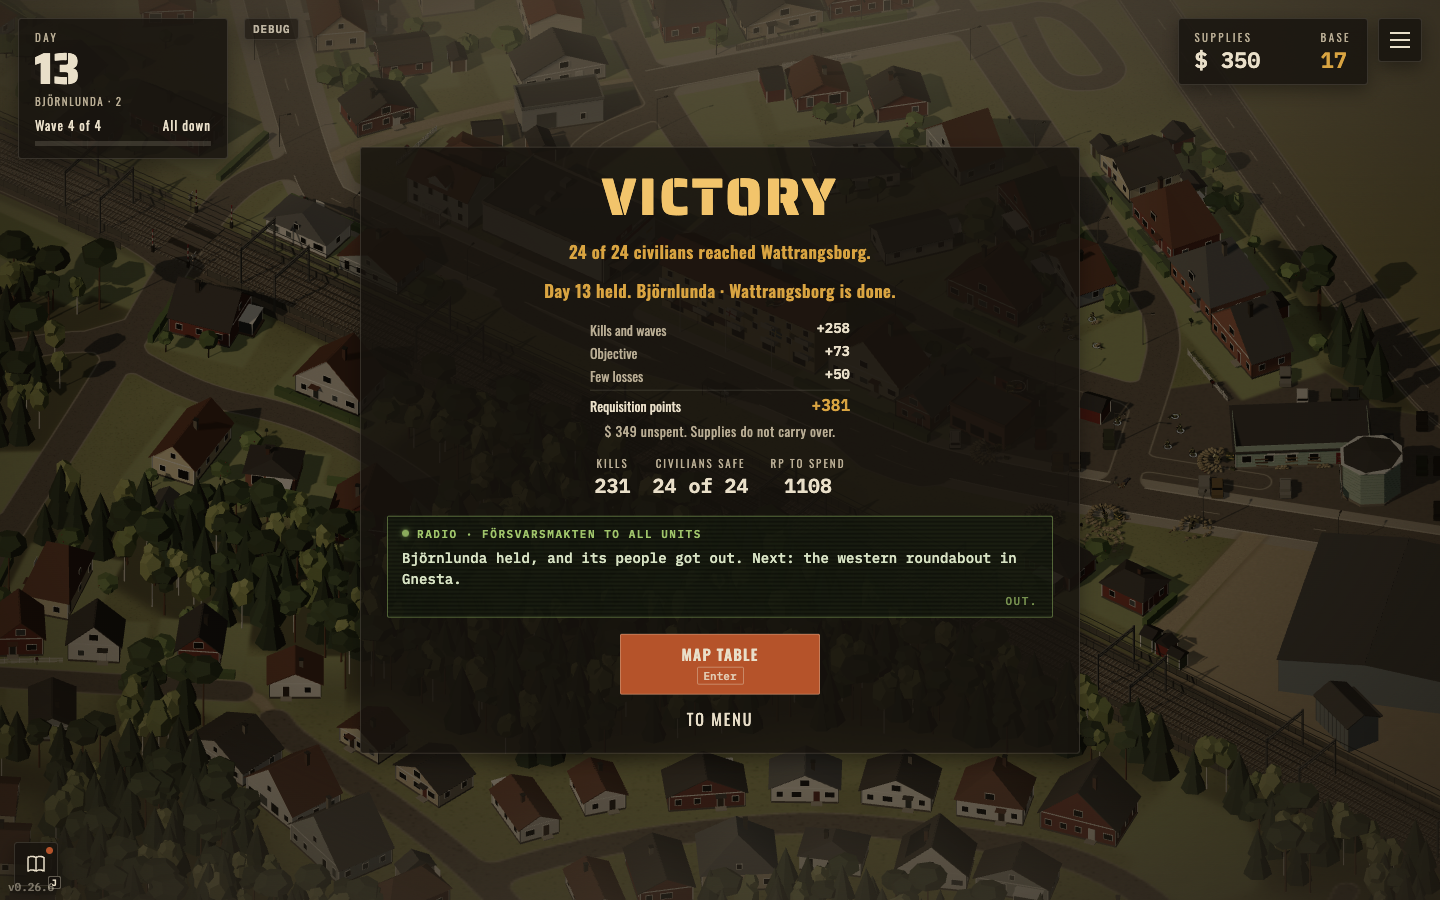 DAY
13
BJÖRNLUNDA · 2
Wave 4 of 4 All down
DEBUG
SUPPLIES BASE
$ 350 17
VICTORY
24 of 24 civilians reached Wattrangsborg.
Day 13 held. Björnlunda · Wattrangsborg is done.
Kills and waves +258
Objective +73
Few losses +50
Requisition points +381
$ 349 unspent. Supplies do not carry over.
KILLS CIVILIANS SAFE RP TO SPEND
231 24 of 24 1108
RADIO · FÖRSVARSMAKTEN TO ALL UNITS
Björnlunda held, and its people got out. Next: the western roundabout in
Gnesta.
OUT.
MAP TABLE
Enter
TO MENU
J
v0.26.